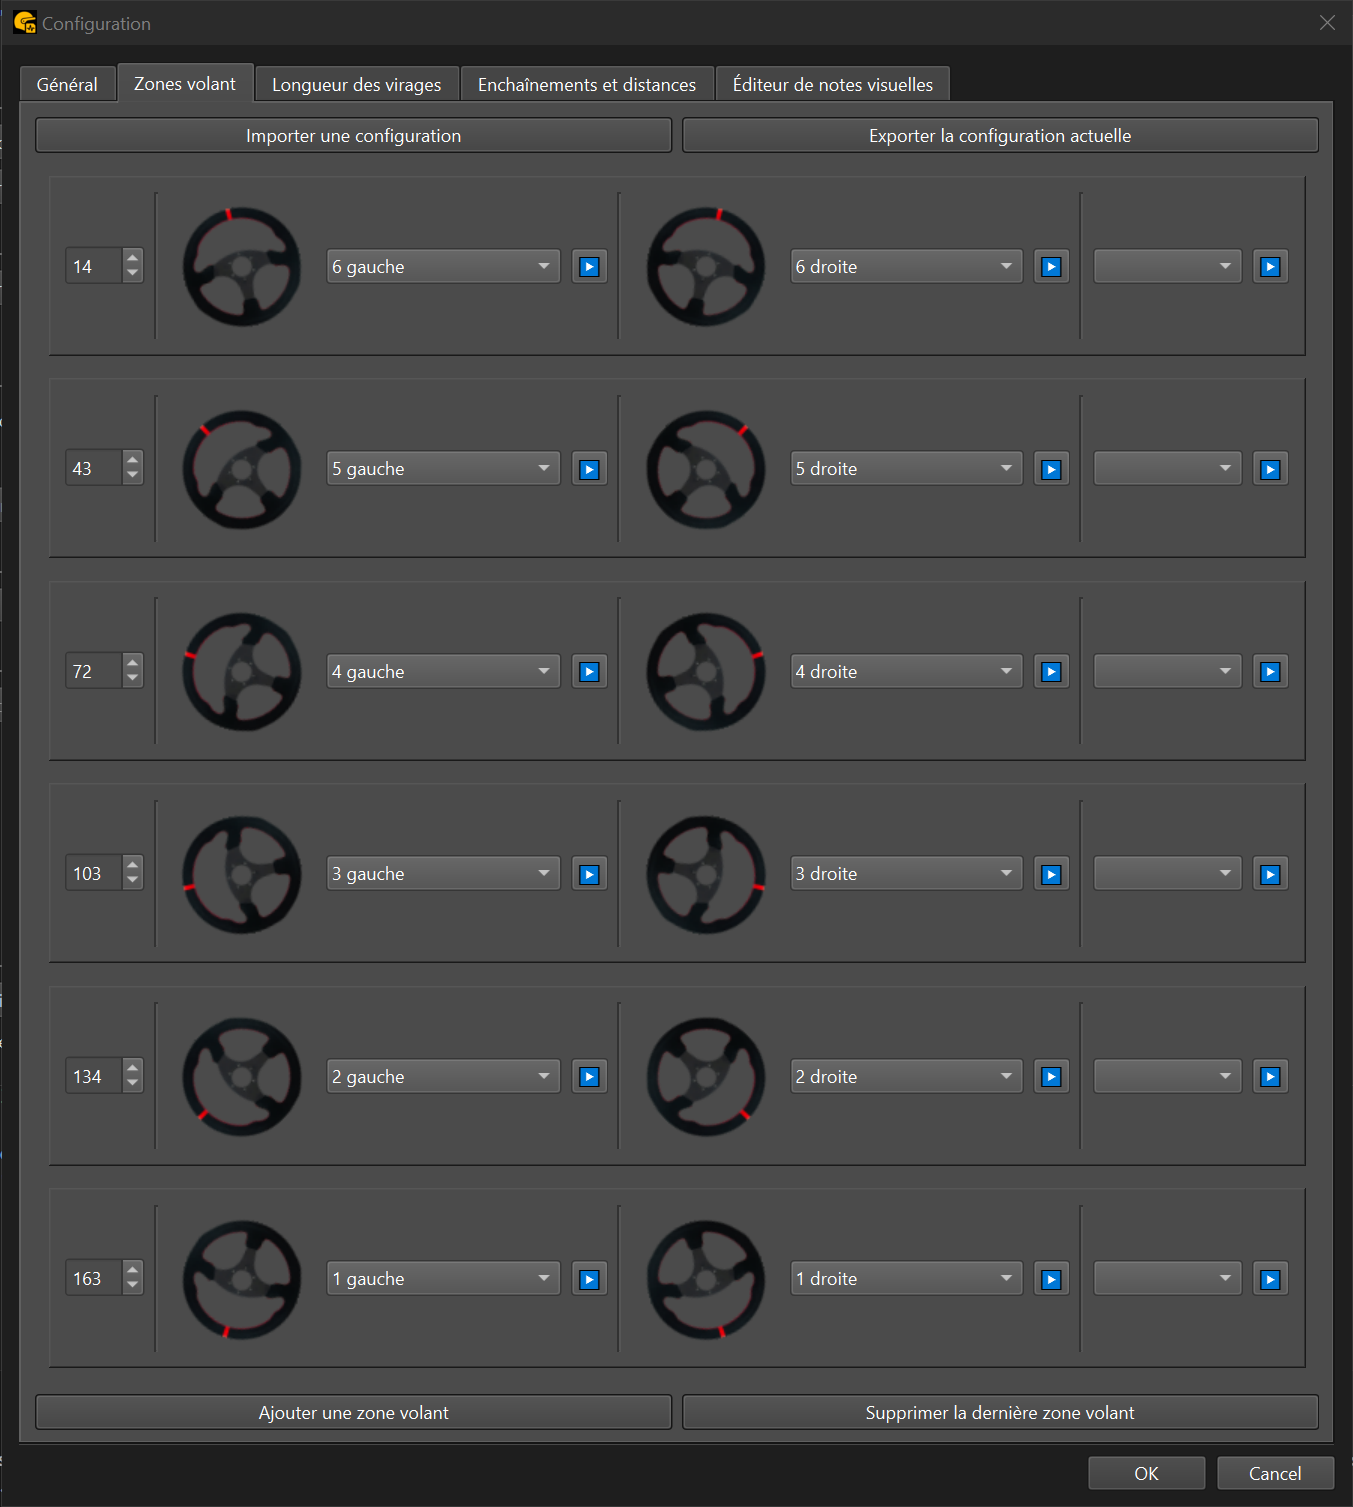 Configuration
Général
Zones volant
Longueur des virages
Enchaînements et distances
Éditeur de notes visuelles
Importer une configuration
Exporter la configuration actuelle
14
6 gauche
6 droite
43
5 gauche
5 droite
72
4 gauche
4 droite
103
3 gauche
3 droite
134
2 gauche
2 droite
163
1 gauche
1 droite
Ajouter une zone volant
Supprimer la dernière zone volant
OK
Cancel